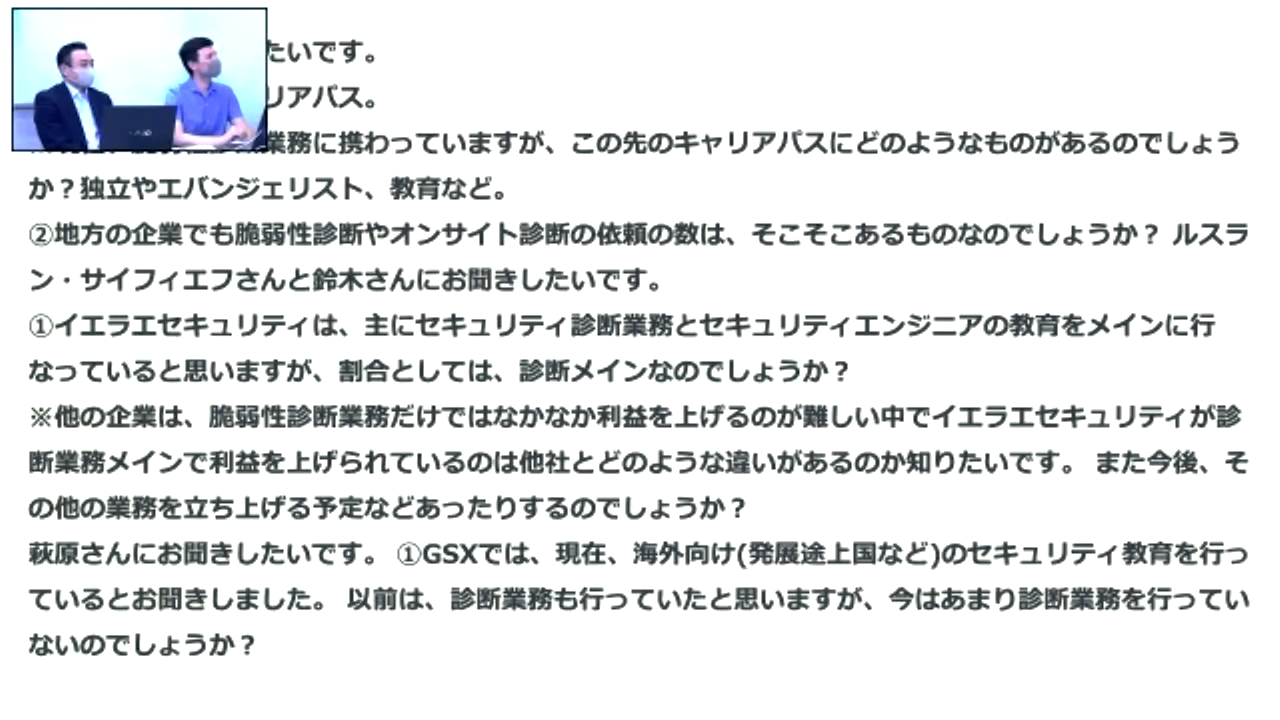 たいです。
リアパス。
業務に携わっていますが、この先のキャリアパスにどのようなものがあるのでしょう
か？独立やエバンジェリスト、教育など。
②地方の企業でも脆弱性診断やオンサイト診断の依頼の数は、そこそこあるものなのでしょうか？ ルスラ
ン・サイフィエフさんと鈴木さんにお聞きしたいです。
①イエラエセキュリティは、主にセキュリティ診断業務とセキュリティエンジニアの教育をメインに行
なっていると思いますが、割合としては、診断メインなのでしょうか？
※他の企業は、脆弱性診断業務だけではなかなか利益を上げるのが難しい中でイエラエセキュリティが診
断業務メインで利益を上げられているのは他社とどのような違いがあるのか知りたいです。 また今後、そ
の他の業務を立ち上げる予定などあったりするのでしょうか？
萩原さんにお聞きしたいです。 ①GSXでは、現在、海外向け(発展途上国など)のセキュリティ教育を行っ
ているとお聞きしました。 以前は、診断業務も行っていたと思いますが、今はあまり診断業務を行ってい
ないのでしょうか？